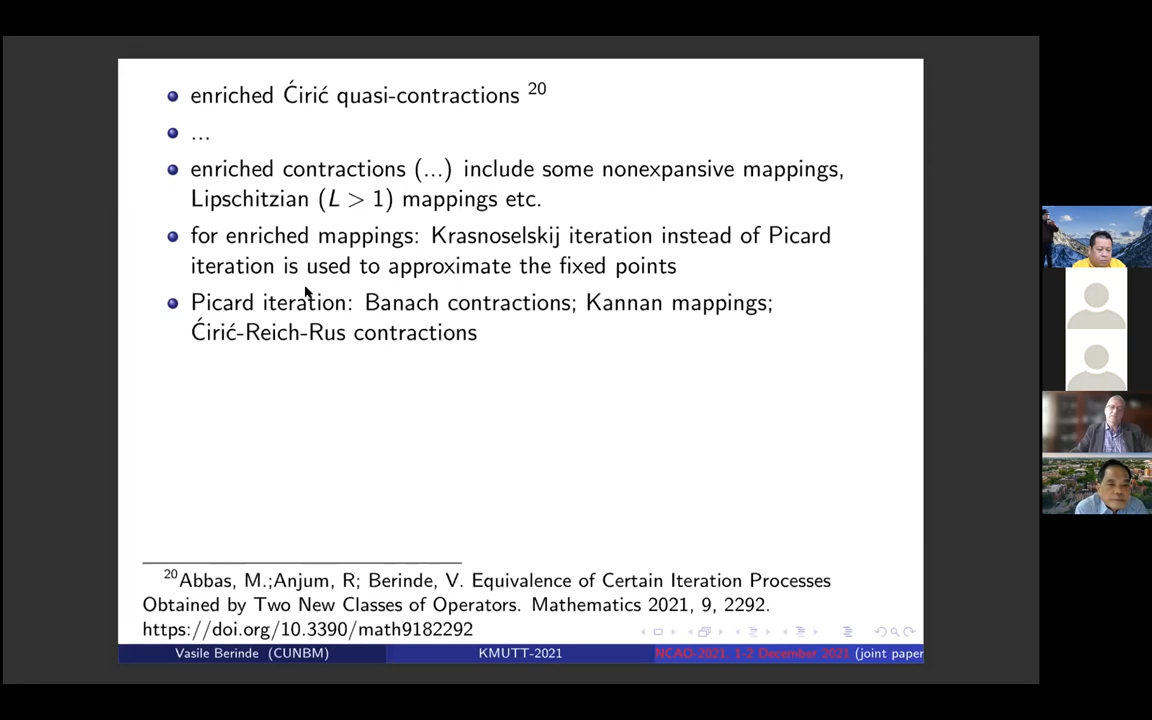 enriched Ćirić quasi-contractions 20
...
enriched contractions (...) include some nonexpansive mappings,
Lipschitzian (L > 1) mappings etc.
for enriched mappings: Krasnoselskij iteration instead of Picard
iteration is used to approximate the fixed points
Picard iteration: Banach contractions; Kannan mappings;
Ćirić-Reich-Rus contractions
20Abbas, M.;Anjum, R; Berinde, V. Equivalence of Certain Iteration Processes
Obtained by Two New Classes of Operators. Mathematics 2021, 9, 2292.
https://doi.org/10.3390/math9182292
Vasile Berinde (CUNBM) KMUTT-2021 NCAO-2021, 1-2 December 2021 (joint paper